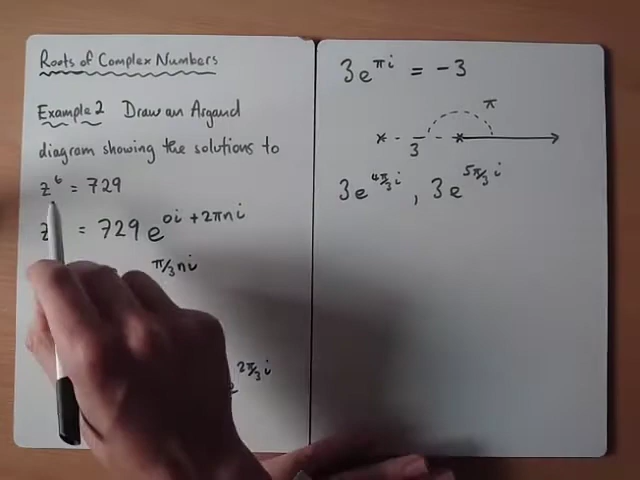 Roots of Complex Numbers
Example 2 Draw an Argand
diagram showing the solutions to
z⁶ = 729
z = 729 e^(0i + 2πni)
π/3 ni
2π/3 i
3e^(πi) = -3
π
3
3e^(4π/3 i) , 3e^(5π/3 i)